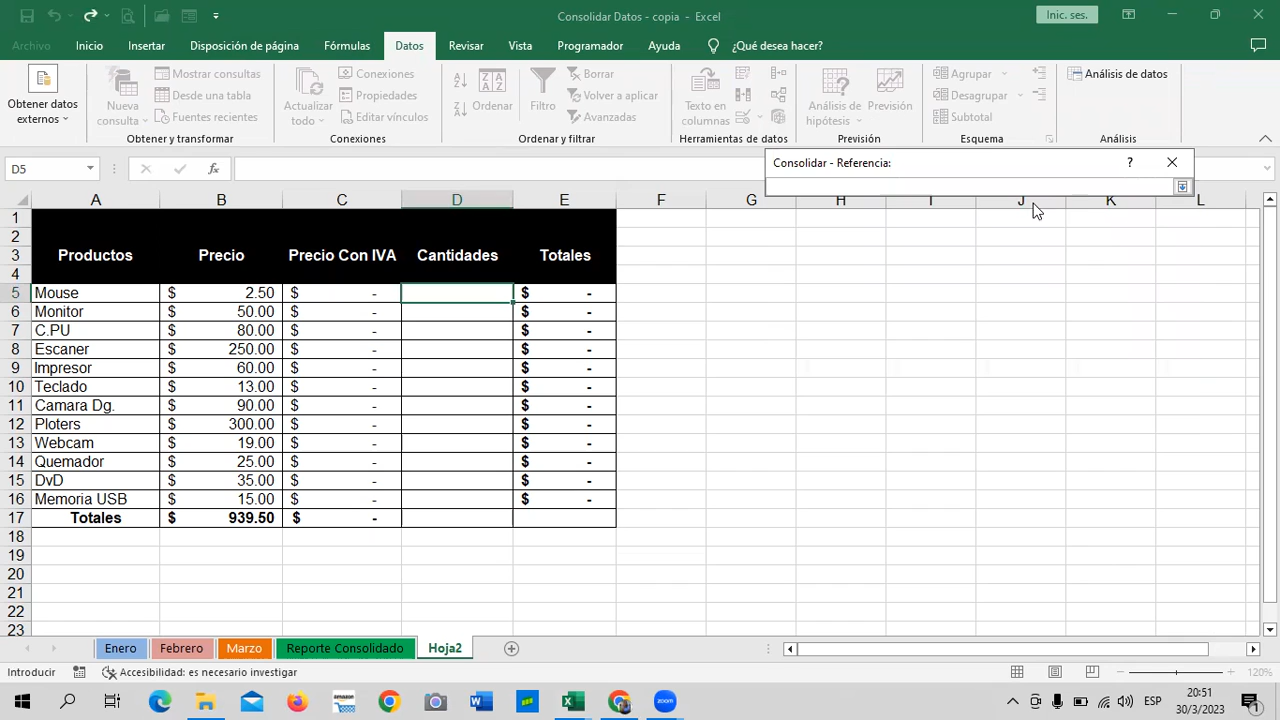 Consolidar Datos - copia - Excel
Inic. ses.
Archivo Inicio Insertar Disposición de página Fórmulas Datos Revisar Vista Programador Ayuda ¿Qué desea hacer?
Obtener datos externos
Nueva consulta
Mostrar consultas
Desde una tabla
Fuentes recientes
Obtener y transformar
Actualizar todo
Conexiones
Propiedades
Editar vínculos
Conexiones
Ordenar
Filtro
Borrar
Volver a aplicar
Avanzadas
Ordenar y filtrar
Texto en columnas
Herramientas de datos
Análisis de hipótesis
Previsión
Previsión
Agrupar
Desagrupar
Subtotal
Esquema
Análisis de datos
Análisis
D5 fx
Consolidar - Referencia: ?
A B C D E F G H I J K L
1
2
3 Productos Precio Precio Con IVA Cantidades Totales
4
5 Mouse $ 2.50 $ - $ -
6 Monitor $ 50.00 $ - $ -
7 C.PU $ 80.00 $ - $ -
8 Escaner $ 250.00 $ - $ -
9 Impresor $ 60.00 $ - $ -
10 Teclado $ 13.00 $ - $ -
11 Camara Dg. $ 90.00 $ - $ -
12 Ploters $ 300.00 $ - $ -
13 Webcam $ 19.00 $ - $ -
14 Quemador $ 25.00 $ - $ -
15 DvD $ 35.00 $ - $ -
16 Memoria USB $ 15.00 $ - $ -
17 Totales $ 939.50 $ -
18
19
20
21
22
23
Enero Febrero Marzo Reporte Consolidado Hoja2
Introducir Accesibilidad: es necesario investigar 120%
ESP 20:51
30/3/2023